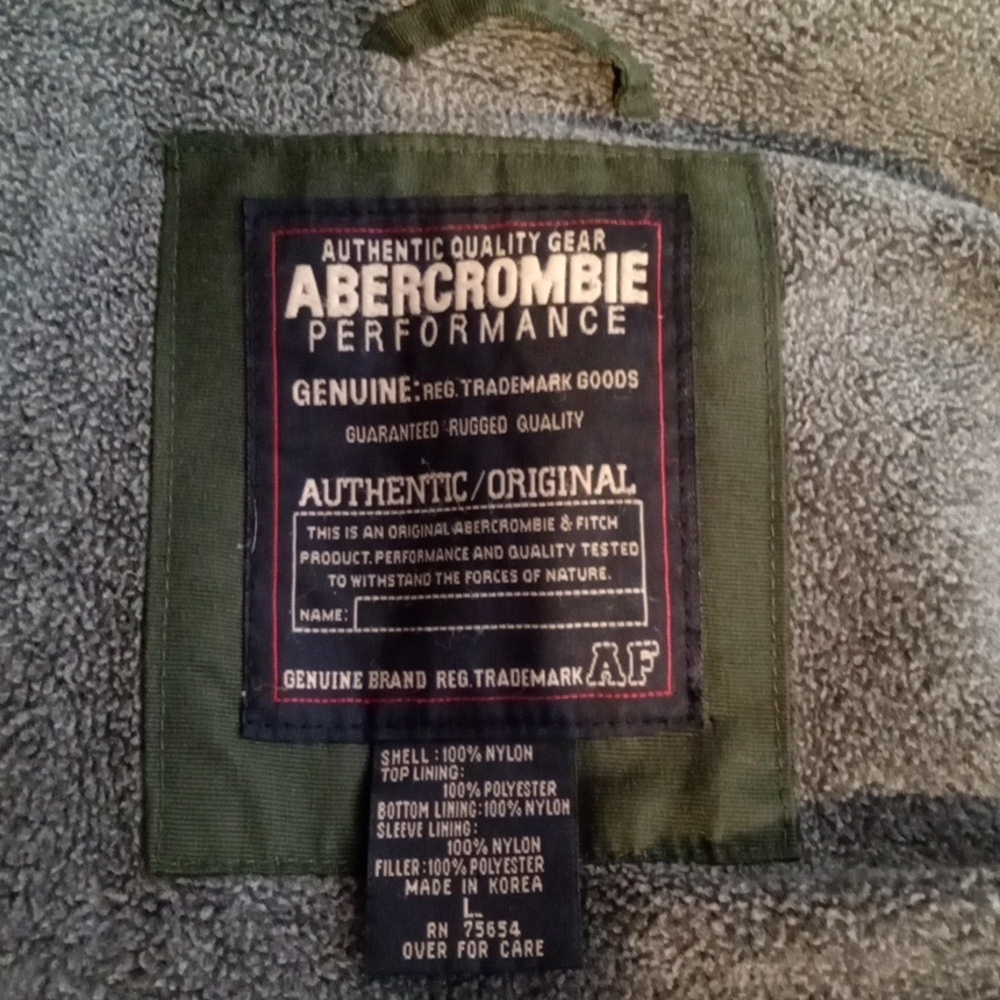 AUTHENTIC QUALITY GEAR
ABERCROMBIE
PERFORMANCE
GENUINE: REG. TRADEMARK GOODS
GUARANTEED-RUGGED QUALITY
AUTHENTIC/ORIGINAL
THIS IS AN ORIGINAL ABERCROMBIE & FITCH
PRODUCT. PERFORMANCE AND QUALITY TESTED
TO WITHSTAND THE FORCES OF NATURE.
NAME:
GENUINE BRAND REG. TRADEMARK AF
SHELL : 100% NYLON
TOP LINING:
100% POLYESTER
BOTTOM LINING: 100% NYLON
SLEEVE LINING:
100% NYLON
FILLER: 100% POLYESTER
MADE IN KOREA
L
RN 75654
OVER FOR CARE